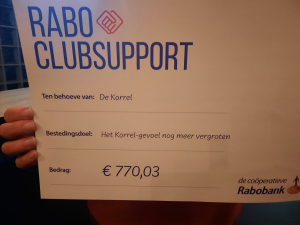 RABO
CLUBSUPPORT
Ten behoeve van: De Korrel
Bestedingsdoel: Het Korrel-gevoel nog meer vergroten
Bedrag: € 770,03
de coöperatieve
Rabobank